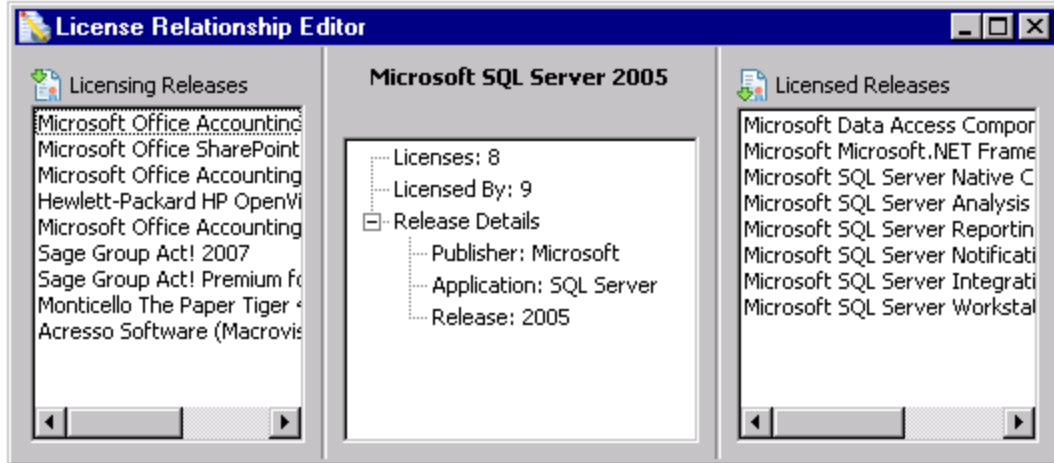 License Relationship Editor
Licensing Releases
Microsoft Office Accounting
Microsoft Office SharePoint
Microsoft Office Accounting
Hewlett-Packard HP OpenVi
Microsoft Office Accounting
Sage Group Act! 2007
Sage Group Act! Premium fo
Monticello The Paper Tiger
Acresso Software (Macrovis
Microsoft SQL Server 2005
Licenses: 8
Licensed By: 9
Release Details
Publisher: Microsoft
Application: SQL Server
Release: 2005
Licensed Releases
Microsoft Data Access Compor
Microsoft Microsoft.NET Frame
Microsoft SQL Server Native C
Microsoft SQL Server Analysis
Microsoft SQL Server Reportin
Microsoft SQL Server Notificati
Microsoft SQL Server Integrati
Microsoft SQL Server Workstat